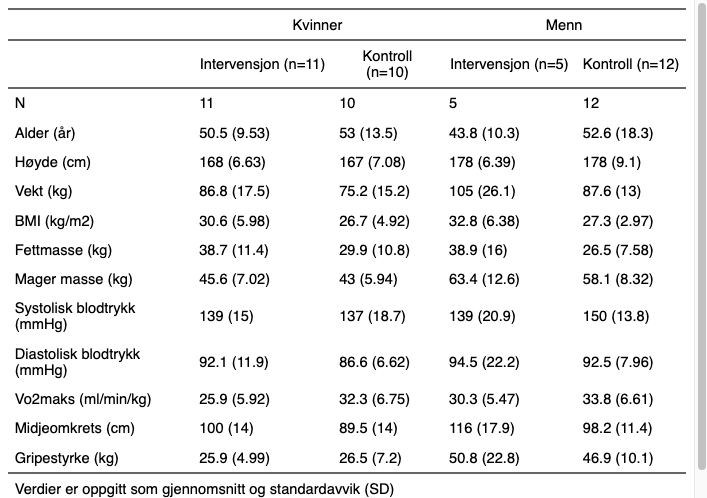 Kvinner Menn
Intervensjon (n=11) Kontroll (n=10) Intervensjon (n=5) Kontroll (n=12)
N 11 10 5 12
Alder (år) 50.5 (9.53) 53 (13.5) 43.8 (10.3) 52.6 (18.3)
Høyde (cm) 168 (6.63) 167 (7.08) 178 (6.39) 178 (9.1)
Vekt (kg) 86.8 (17.5) 75.2 (15.2) 105 (26.1) 87.6 (13)
BMI (kg/m2) 30.6 (5.98) 26.7 (4.92) 32.8 (6.38) 27.3 (2.97)
Fettmasse (kg) 38.7 (11.4) 29.9 (10.8) 38.9 (16) 26.5 (7.58)
Mager masse (kg) 45.6 (7.02) 43 (5.94) 63.4 (12.6) 58.1 (8.32)
Systolisk blodtrykk (mmHg) 139 (15) 137 (18.7) 139 (20.9) 150 (13.8)
Diastolisk blodtrykk (mmHg) 92.1 (11.9) 86.6 (6.62) 94.5 (22.2) 92.5 (7.96)
Vo2maks (ml/min/kg) 25.9 (5.92) 32.3 (6.75) 30.3 (5.47) 33.8 (6.61)
Midjeomkrets (cm) 100 (14) 89.5 (14) 116 (17.9) 98.2 (11.4)
Gripestyrke (kg) 25.9 (4.99) 26.5 (7.2) 50.8 (22.8) 46.9 (10.1)
Verdier er oppgitt som gjennomsnitt og standardavvik (SD)